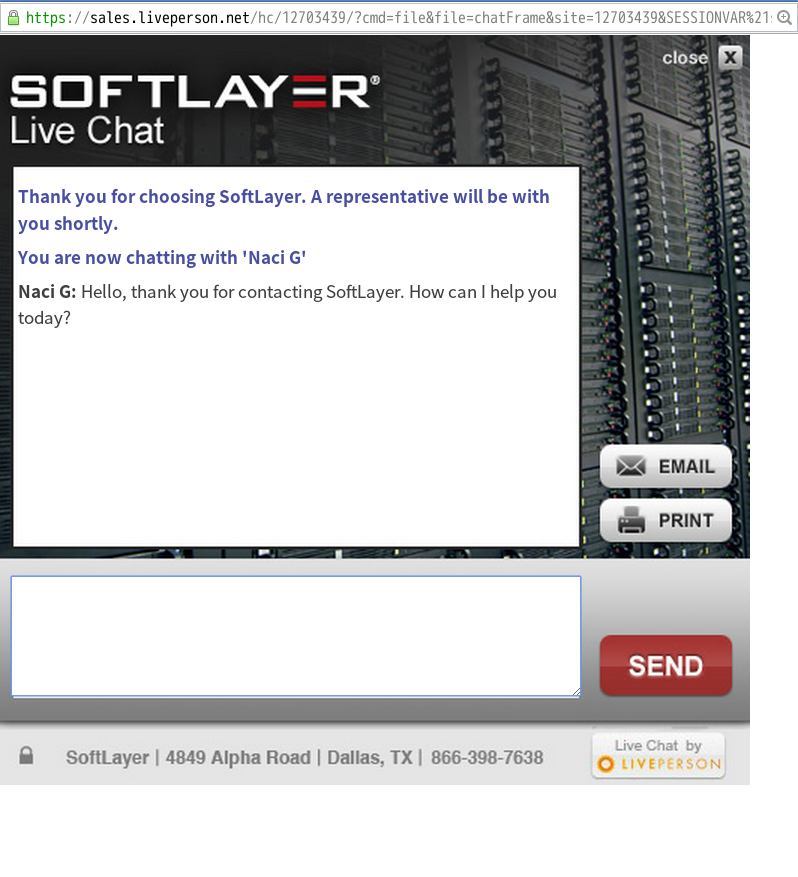 https://sales.liveperson.net/hc/12703439/?cmd=file&file=chatFrame&site=12703439&SESSIONVAR%21
close X
SOFTLAYER®
Live Chat
Thank you for choosing SoftLayer. A representative will be with
you shortly.
You are now chatting with 'Naci G'
Naci G: Hello, thank you for contacting SoftLayer. How can I help you
today?
EMAIL
PRINT
SEND
SoftLayer | 4849 Alpha Road | Dallas, TX | 866-398-7638
Live Chat by
LIVEPERSON